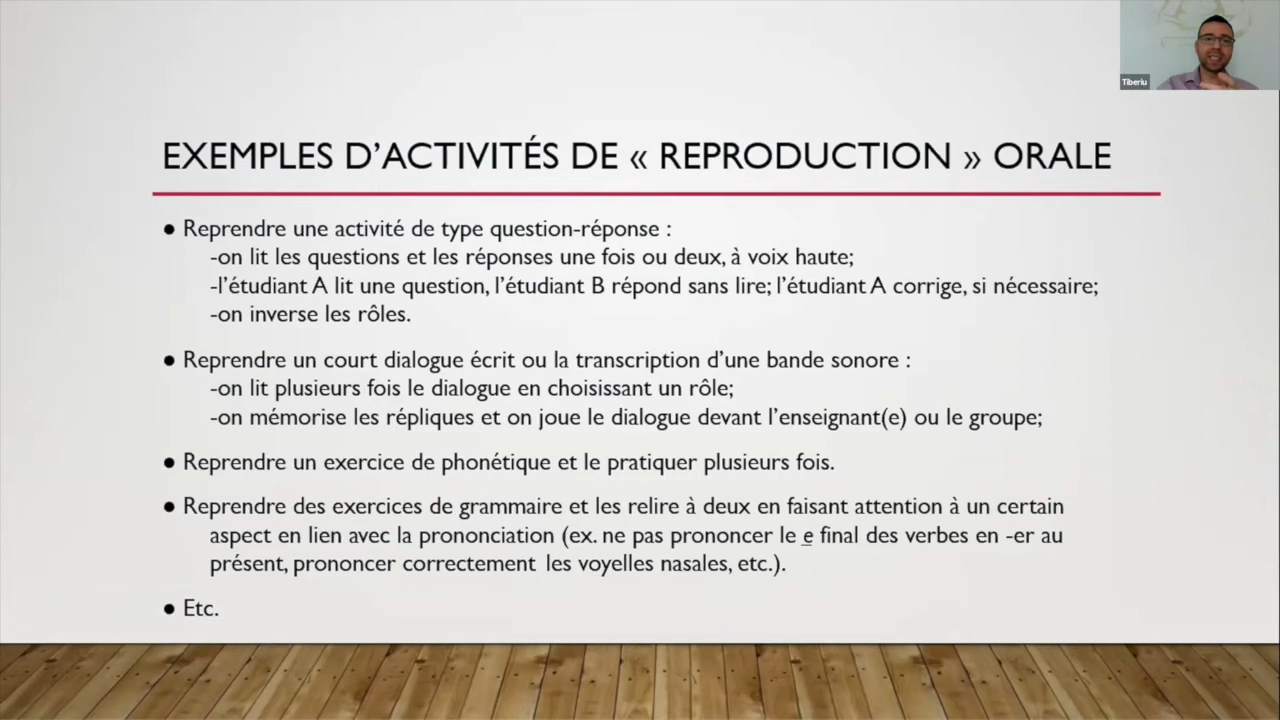 Tiberiu
EXEMPLES D’ACTIVITÉS DE « REPRODUCTION » ORALE
● Reprendre une activité de type question-réponse :
-on lit les questions et les réponses une fois ou deux, à voix haute;
-l’étudiant A lit une question, l’étudiant B répond sans lire; l’étudiant A corrige, si nécessaire;
-on inverse les rôles.
● Reprendre un court dialogue écrit ou la transcription d’une bande sonore :
-on lit plusieurs fois le dialogue en choisissant un rôle;
-on mémorise les répliques et on joue le dialogue devant l’enseignant(e) ou le groupe;
● Reprendre un exercice de phonétique et le pratiquer plusieurs fois.
● Reprendre des exercices de grammaire et les relire à deux en faisant attention à un certain
aspect en lien avec la prononciation (ex. ne pas prononcer le e final des verbes en -er au
présent, prononcer correctement les voyelles nasales, etc.).
● Etc.